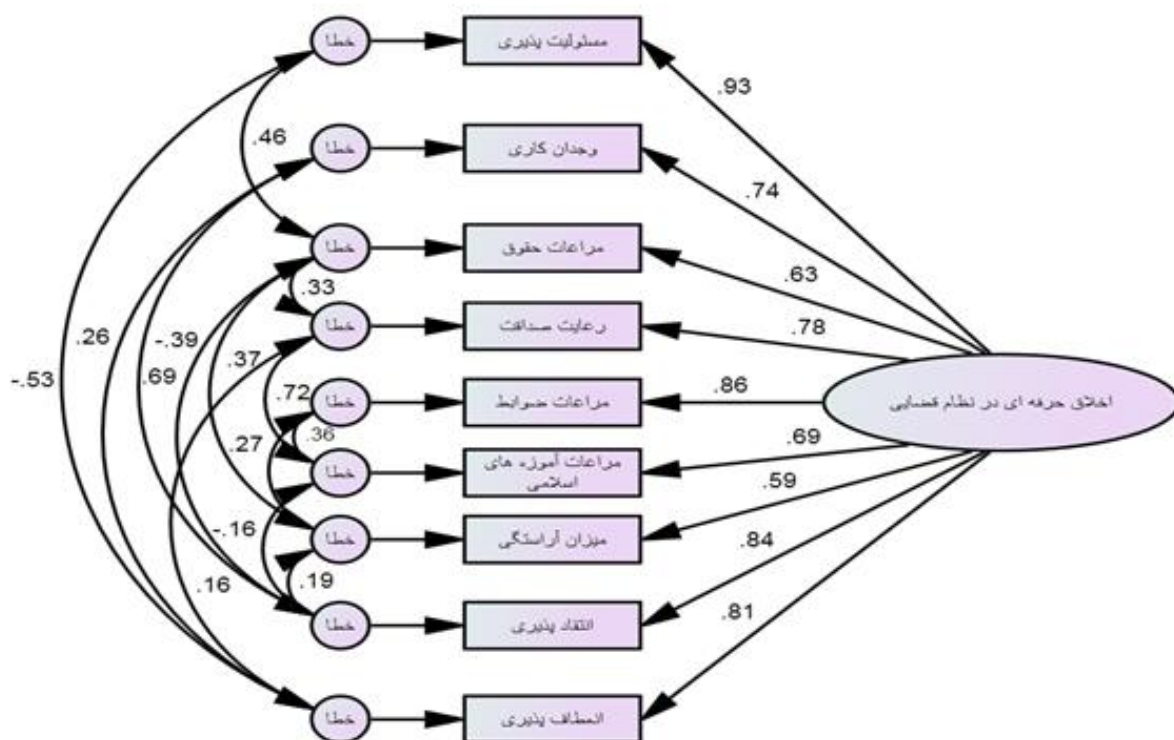 خطا
مسئولیت پذیری
.93
.46
خطا
وجدان کاری
.74
خطا
مراعات حقوق
.63
.33
خطا
رعایت صداقت
.78
-.53
.26
-.39
.69
.37
.72
خطا
مراعات ضوابط
.86
اخلاق حرفه ای در نظام قضایی
.36
.27
خطا
مراعات آموزه های
اسلامی
.69
.59
-.16
خطا
میزان آراستگی
.84
.16
.19
خطا
انتقاد پذیری
.81
خطا
انعطاف پذیری